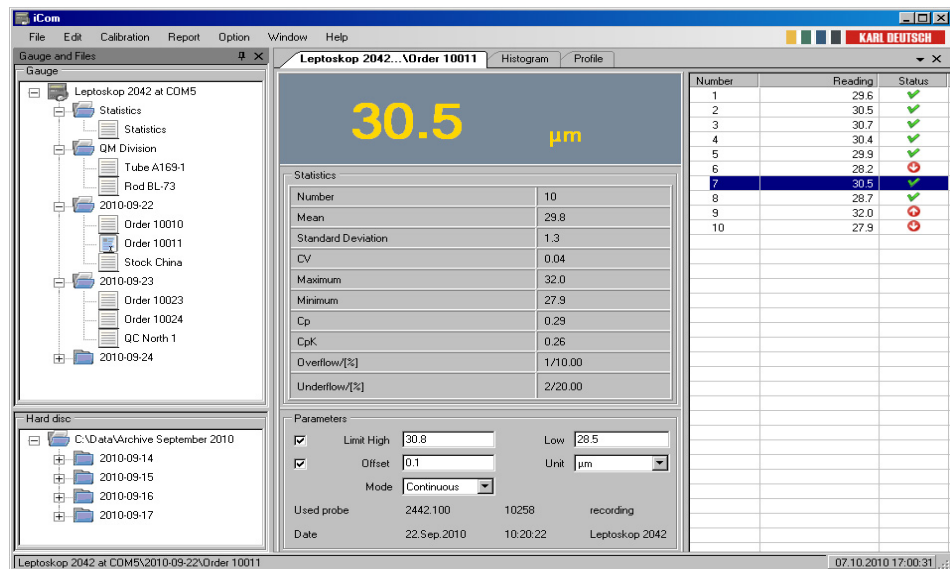 iCom
File Edit Calibration Report Option Window Help
KARL DEUTSCH
Gauge and Files
Gauge
Leptoskop 2042 at COM5
Statistics
Statistics
QM Division
Tube A169-1
Rod BL-73
2010-09-22
Order 10010
Order 10011
Stock China
2010-09-23
Order 10023
Order 10024
QC North 1
2010-09-24
Hard disc
C:\Data\Archive September 2010
2010-09-14
2010-09-15
2010-09-16
2010-09-17
Leptoskop 2042...\Order 10011 Histogram Profile
30.5 µm
Statistics
Number 10
Mean 29.8
Standard Deviation 1.3
CV 0.04
Maximum 32.0
Minimum 27.9
Cp 0.29
CpK 0.26
Overflow/[%] 1/10.00
Underflow/[%] 2/20.00
Parameters
Limit High 30.8 Low 28.5
Offset 0.1 Unit µm
Mode Continuous
Used probe 2442.100 10258 recording
Date 22.Sep.2010 10:20:22 Leptoskop 2042
Number Reading Status
1 29.6
2 30.5
3 30.7
4 30.4
5 29.9
6 28.2
7 30.5
8 28.7
9 32.0
10 27.9
Leptoskop 2042 at COM5\2010-09-22\Order 10011 07.10.2010 17:00:31